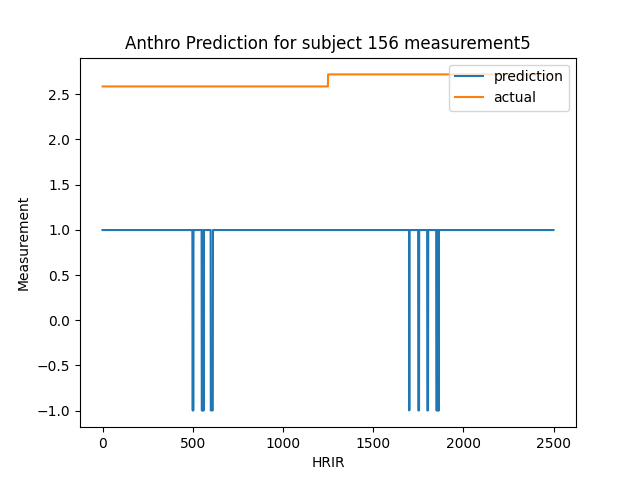 Anthro Prediction for subject 156 measurement5
prediction
actual
Measurement
2.5
2.0
1.5
1.0
0.5
0.0
−0.5
−1.0
0 500 1000 1500 2000 2500
HRIR